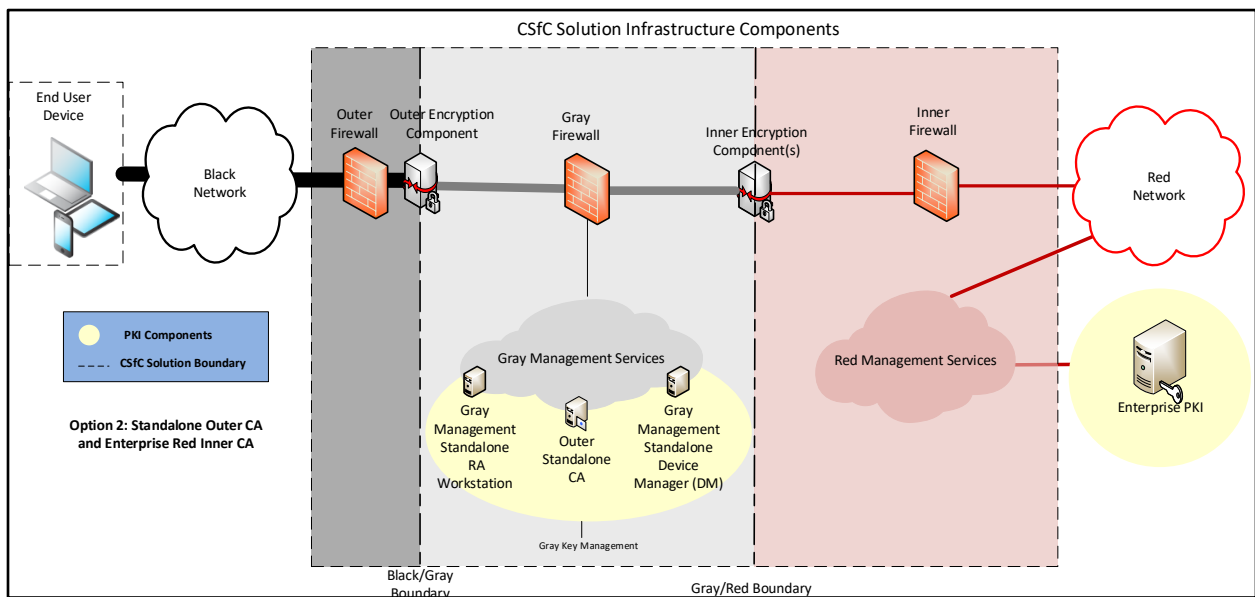 CSfC Solution Infrastructure Components
End User
Device
Black
Network
Outer
Firewall
Outer Encryption
Component
Gray
Firewall
Inner Encryption
Component(s)
Inner
Firewall
Red
Network
PKI Components
CSfC Solution Boundary
Option 2: Standalone Outer CA
and Enterprise Red Inner CA
Gray Management Services
Gray
Management
Standalone
RA
Workstation
Outer
Standalone
CA
Gray
Management
Standalone
Device
Manager (DM)
Gray Key Management
Red Management Services
Enterprise PKI
Black/Gray
Boundary
Gray/Red Boundary